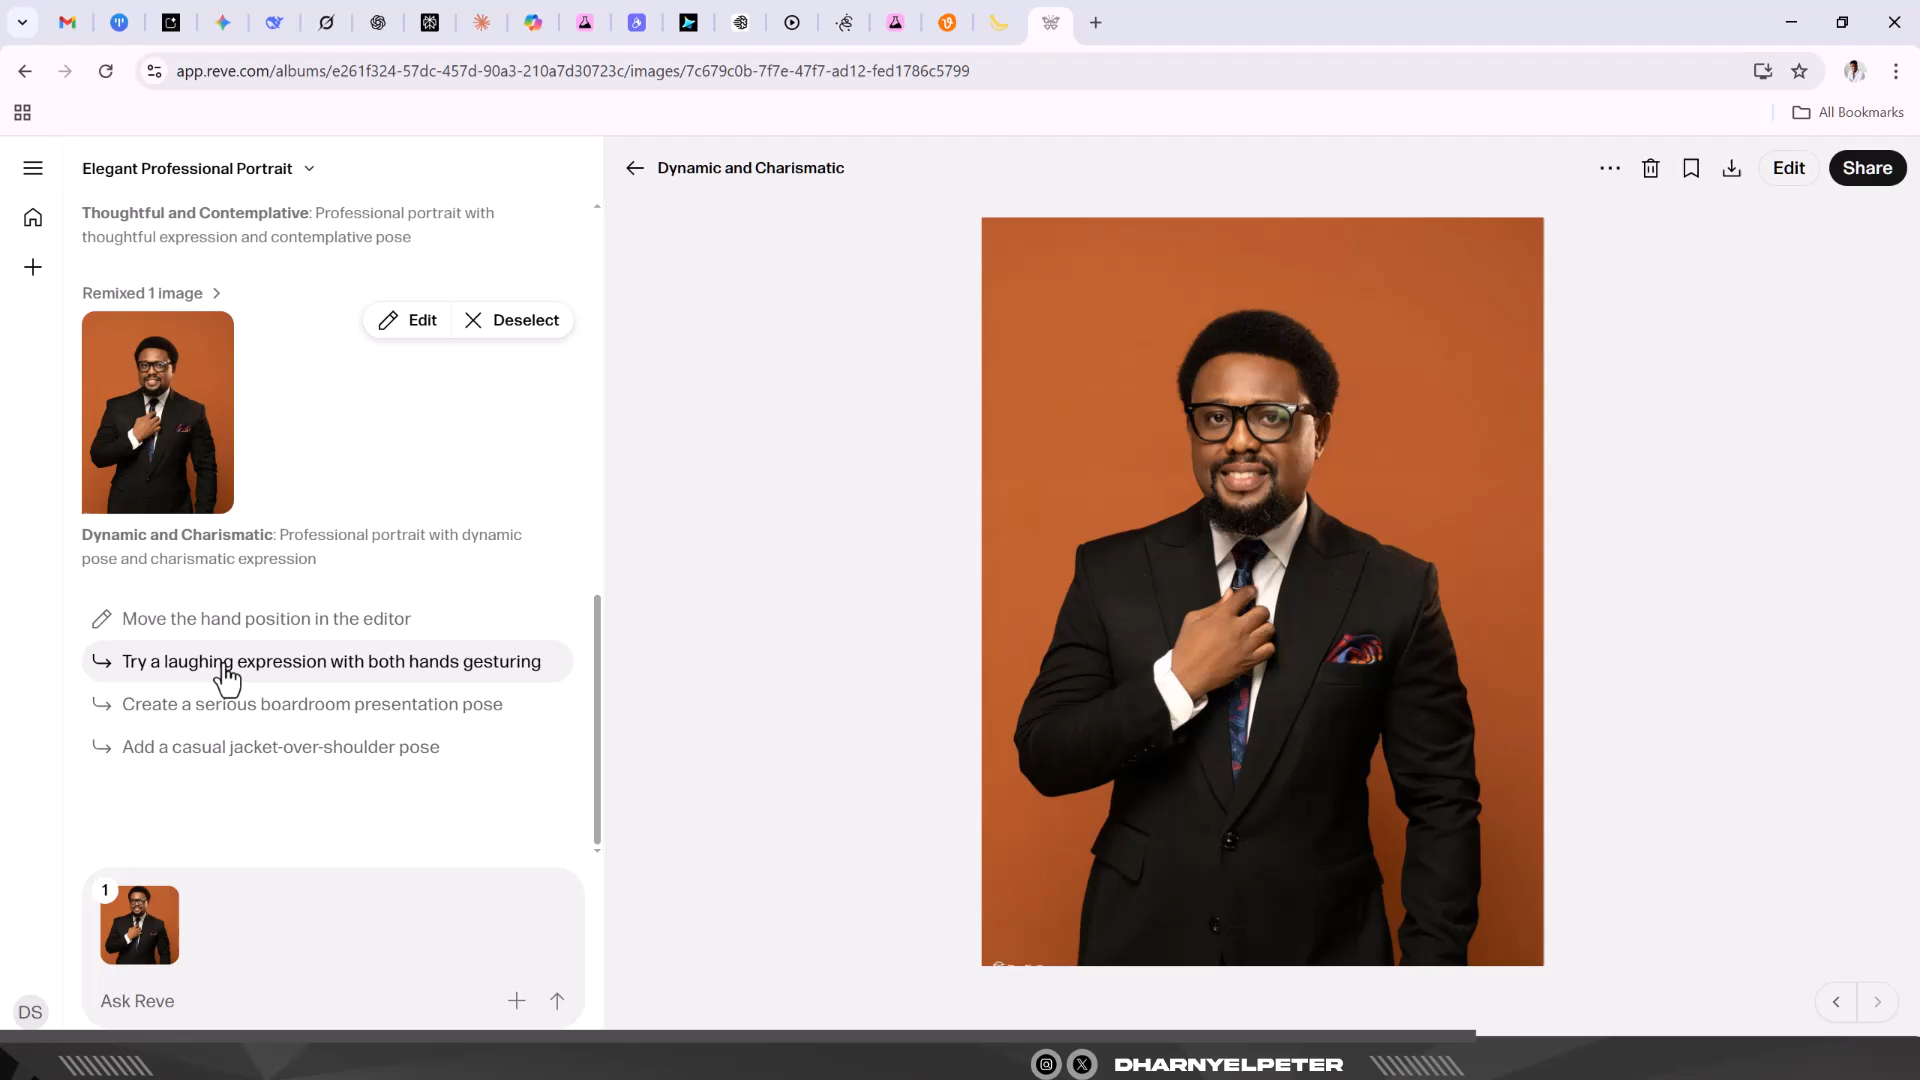 app.reve.com/albums/e261f324-57dc-457d-90a3-210a7d30723c/images/7c679c0b-7f7e-47f7-ad12-fed1786c5799
All Bookmarks
Elegant Professional Portrait
Thoughtful and Contemplative: Professional portrait with
thoughtful expression and contemplative pose
Remixed 1 image
Edit
Deselect
Dynamic and Charismatic: Professional portrait with dynamic
pose and charismatic expression
Move the hand position in the editor
Try a laughing expression with both hands gesturing
Create a serious boardroom presentation pose
Add a casual jacket-over-shoulder pose
1
Ask Reve
DS
Dynamic and Charismatic
Edit
Share
DHARNYELPETER